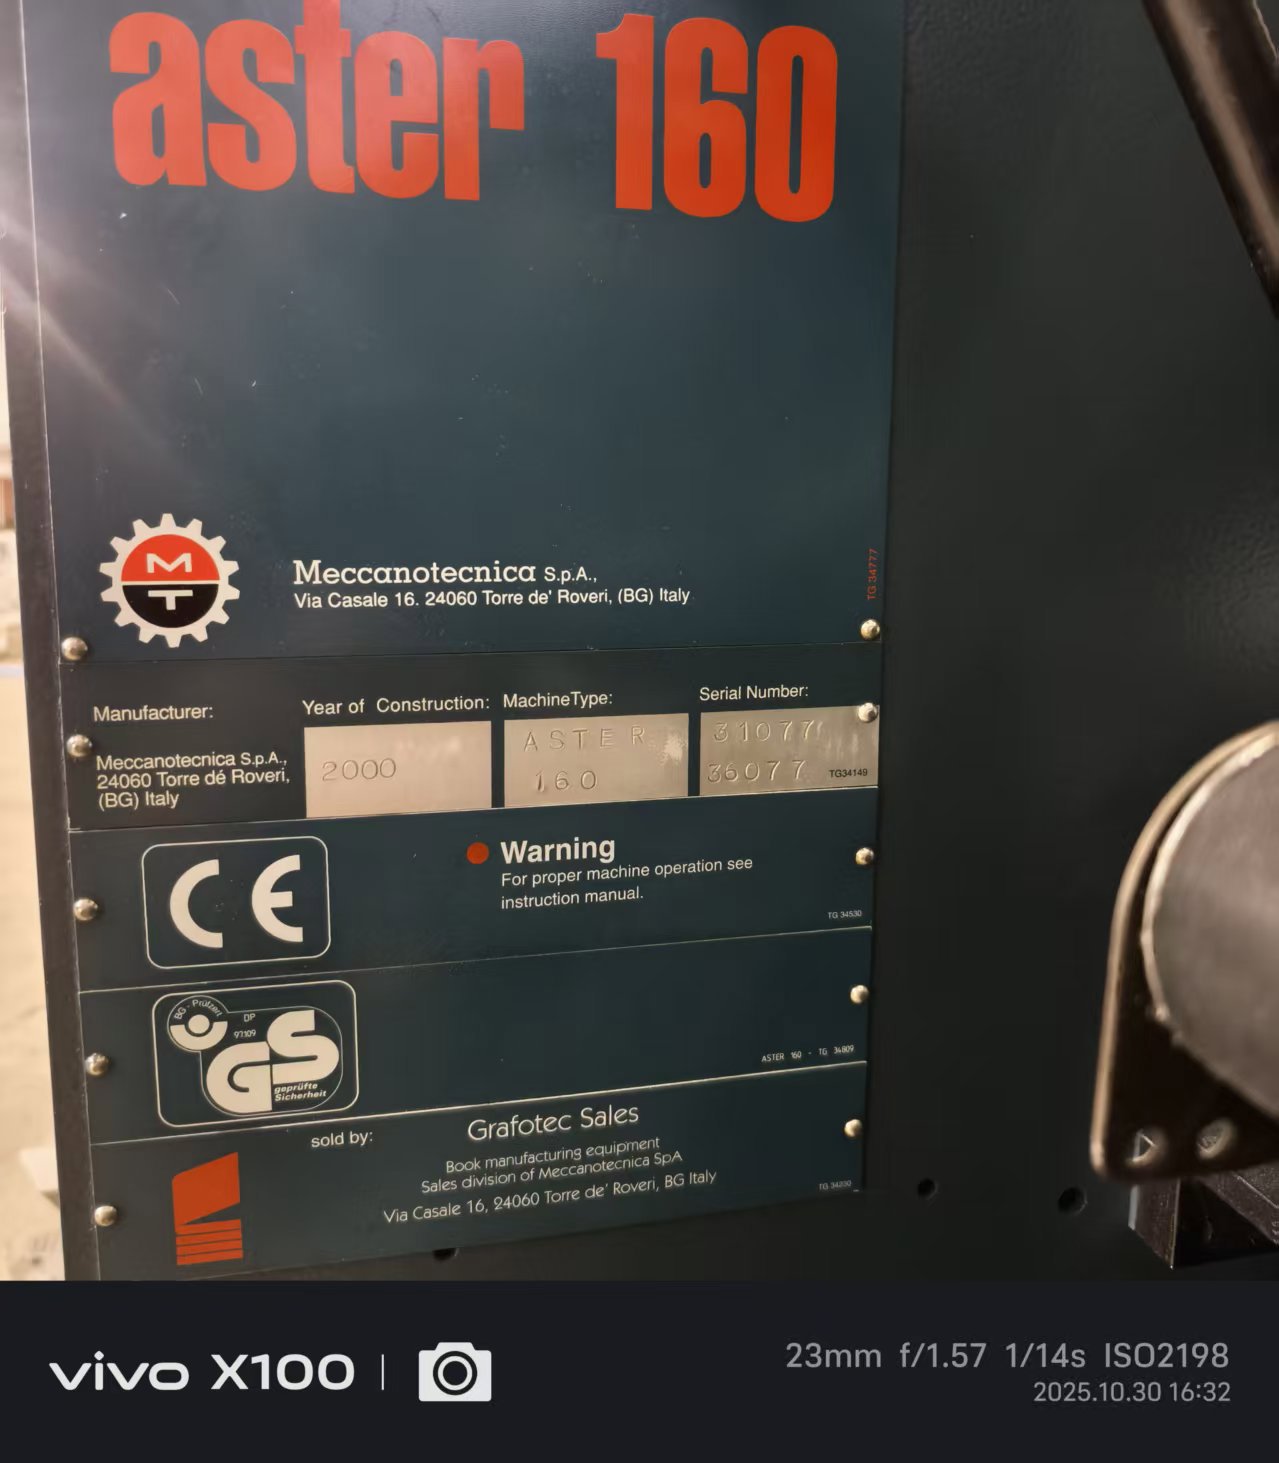 aster 160
M
T
Meccanotecnica S.p.A.,
Via Casale 16. 24060 Torre de' Roveri, (BG) Italy
TG 34777
Manufacturer:
Meccanotecnica S.p.A.,
24060 Torre dé Roveri,
(BG) Italy
Year of Construction:
2000
MachineType:
ASTER
160
Serial Number:
31077
36077
TG34149
CE
Warning
For proper machine operation see
instruction manual.
TG 34530
BG - Prüfzert
DP
97109
GS
geprüfte
Sicherheit
ASTER 160 - TG 34809
sold by:
Grafotec Sales
Book manufacturing equipment
Sales division of Meccanotecnica SpA
Via Casale 16, 24060 Torre de' Roveri, BG Italy
vivo X100
23mm f/1.57 1/14s ISO2198
2025.10.30 16:32